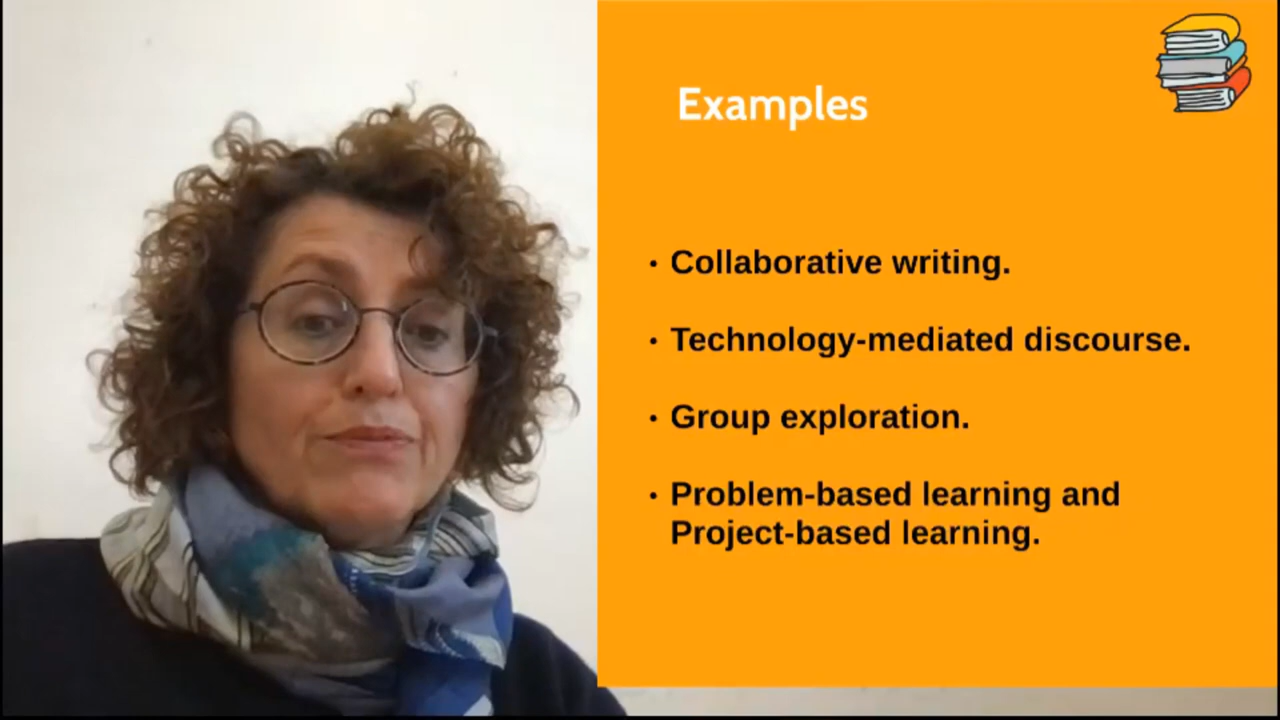 Examples
• Collaborative writing.
• Technology-mediated discourse.
• Group exploration.
• Problem-based learning and
Project-based learning.